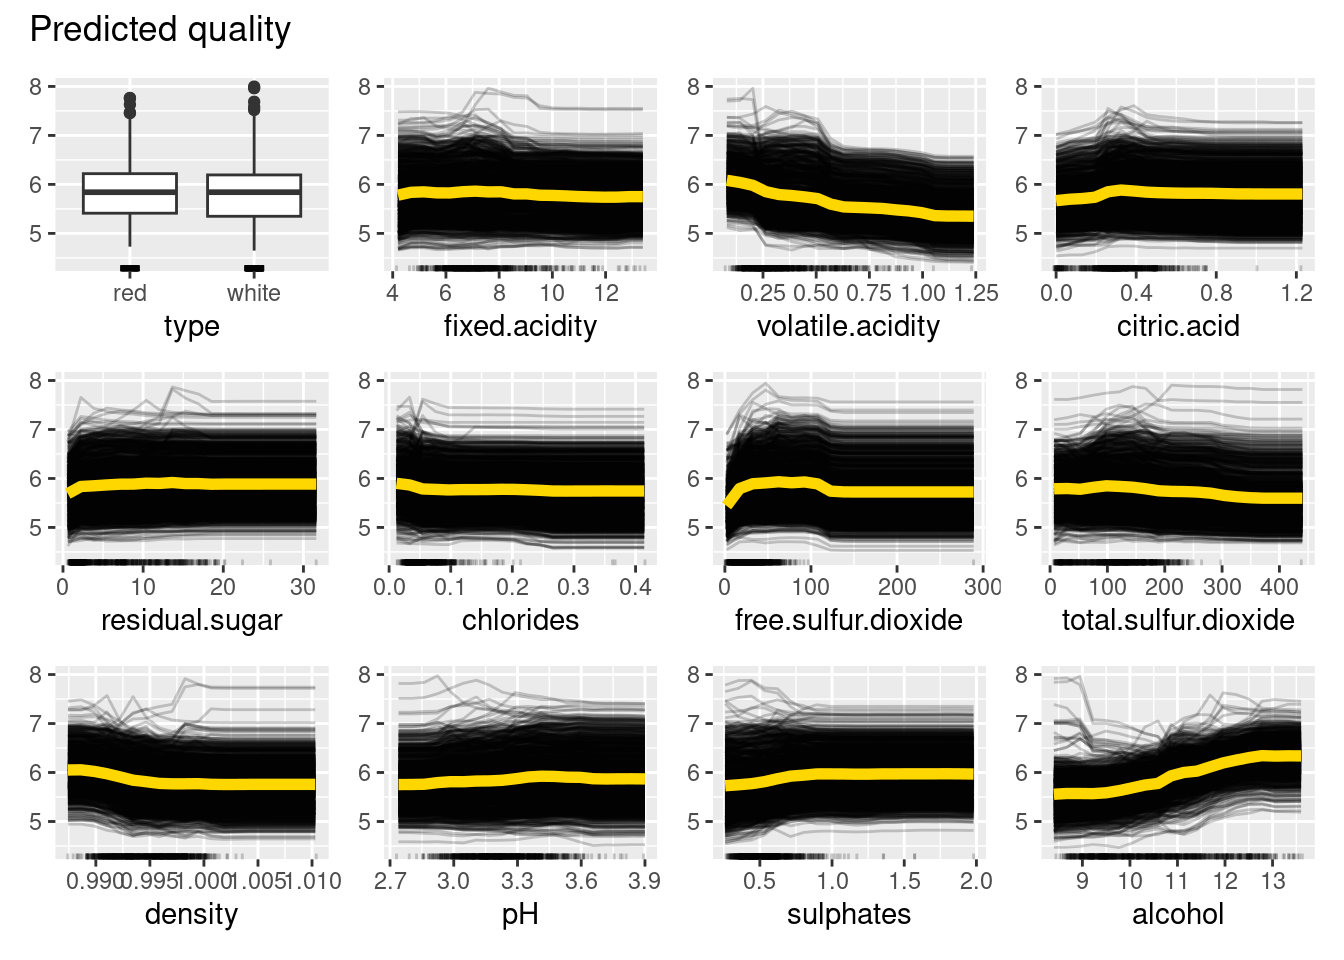 Predicted quality
8
7
6
5
red white
type
8
7
6
5
4 6 8 10 12
fixed.acidity
8
7
6
5
0.25 0.50 0.75 1.00 1.25
volatile.acidity
8
7
6
5
0.0 0.4 0.8 1.2
citric.acid
8
7
6
5
0 10 20 30
residual.sugar
8
7
6
5
0.0 0.1 0.2 0.3 0.4
chlorides
8
7
6
5
0 100 200 300
free.sulfur.dioxide
8
7
6
5
0 100 200 300 400
total.sulfur.dioxide
8
7
6
5
0.990 0.995 1.000 1.005 1.010
density
8
7
6
5
2.7 3.0 3.3 3.6 3.9
pH
8
7
6
5
0.5 1.0 1.5 2.0
sulphates
8
7
6
5
9 10 11 12 13
alcohol